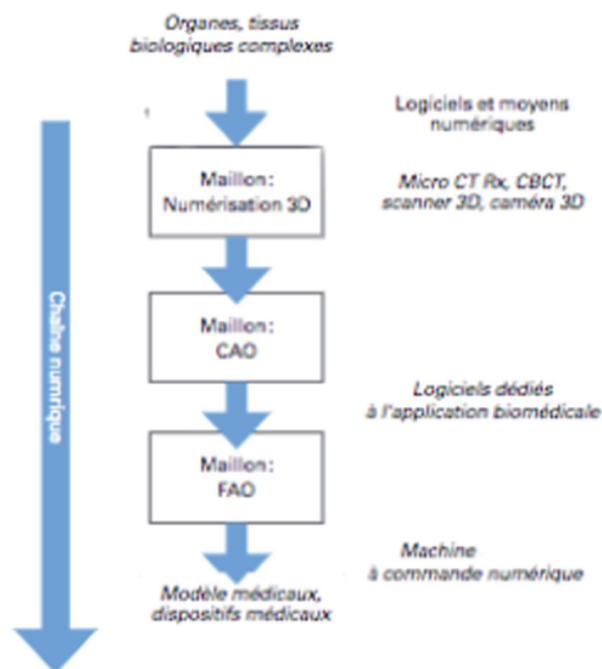 Organes, tissus
biologiques complexes
Logiciels et moyens
numériques
Maillon:
Numérisation 3D
Micro CT Rx, CBCT,
scanner 3D, caméra 3D
Chaîne numrique
Maillon:
CAO
Logiciels dédiés
à l'application biomédicale
Maillon:
FAO
Machine
à commande numérique
Modèle médicaux,
dispositifs médicaux